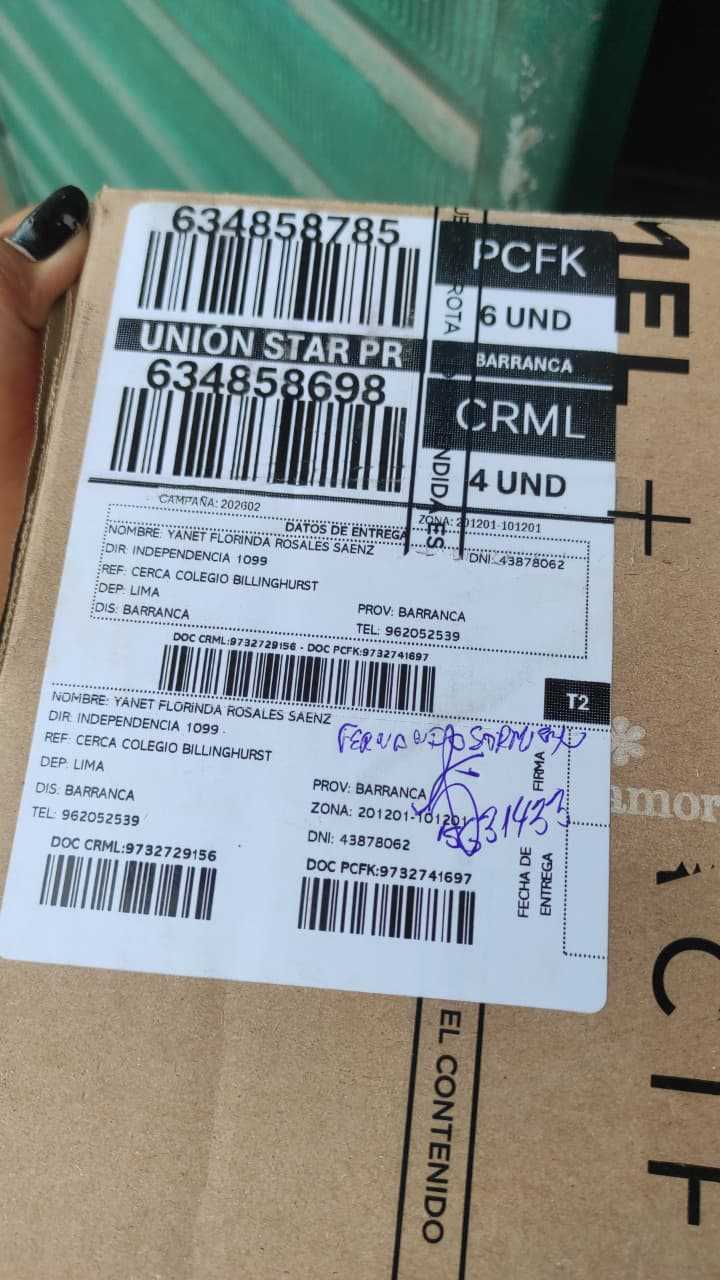 634858785
PCFK
6 UND
UNIÓN STAR PR
BARRANCA
634858698
CRML
4 UND
CAMPAÑA: 202602
ZONA: 201201-101201
DATOS DE ENTREGA
NOMBRE: YANET FLORINDA ROSALES SAENZ
DNI: 43878062
DIR: INDEPENDENCIA 1099
REF: CERCA COLEGIO BILLINGHURST
DEP: LIMA
PROV: BARRANCA
DIS: BARRANCA
TEL: 962052539
DOC CRML:9732729156 - DOC PCFK:9732741697
T2
NOMBRE: YANET FLORINDA ROSALES SAENZ
DIR: INDEPENDENCIA 1099
REF: CERCA COLEGIO BILLINGHURST
DEP: LIMA
PROV: BARRANCA
DIS: BARRANCA
ZONA: 201201-101201
TEL: 962052539
DNI: 43878062
DOC CRML:9732729156
DOC PCFK:9732741697
FIRMA
FECHA DE
ENTREGA
ROTA
EL CONTENIDO